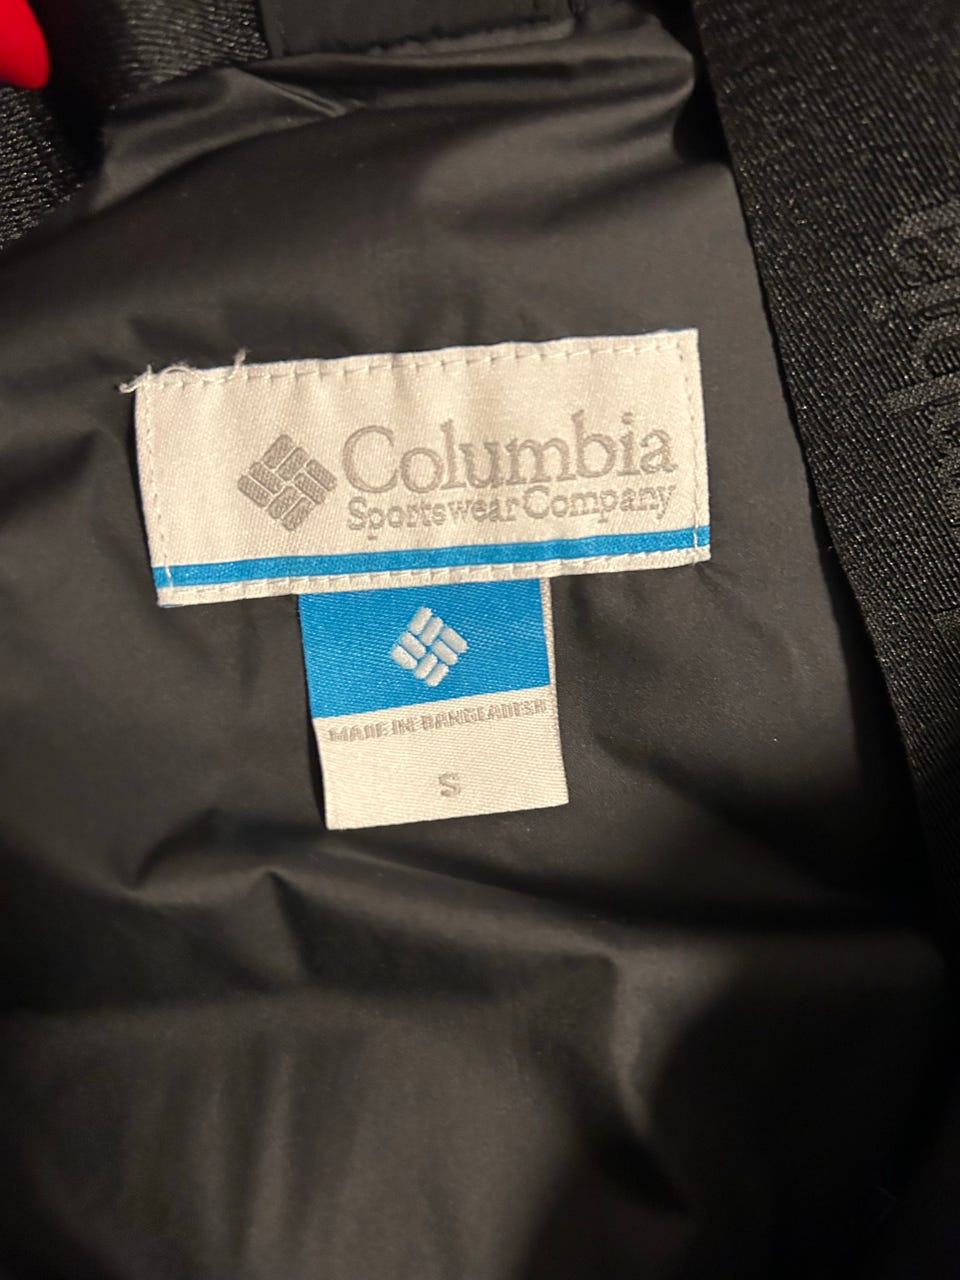 Columbia
Sportswear Company
MADE IN BANGLADESH
S